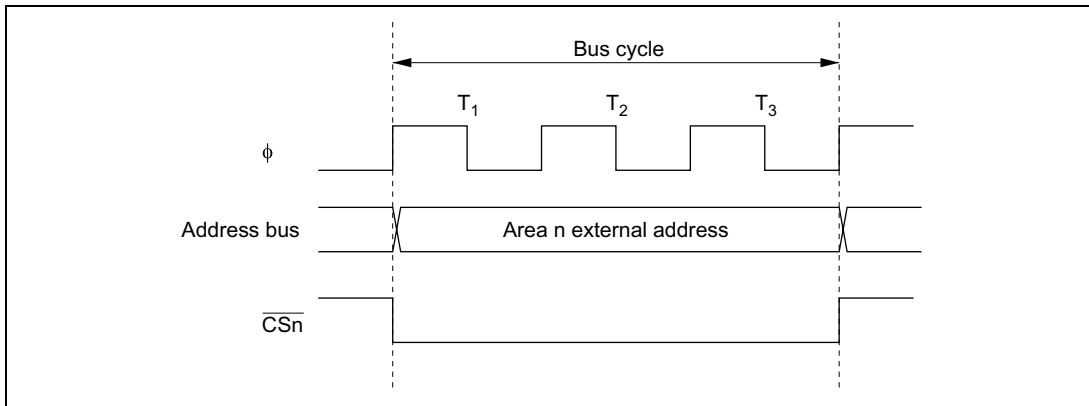 Bus cycle
T1 T2 T3
ϕ
Address bus Area n external address
CSn